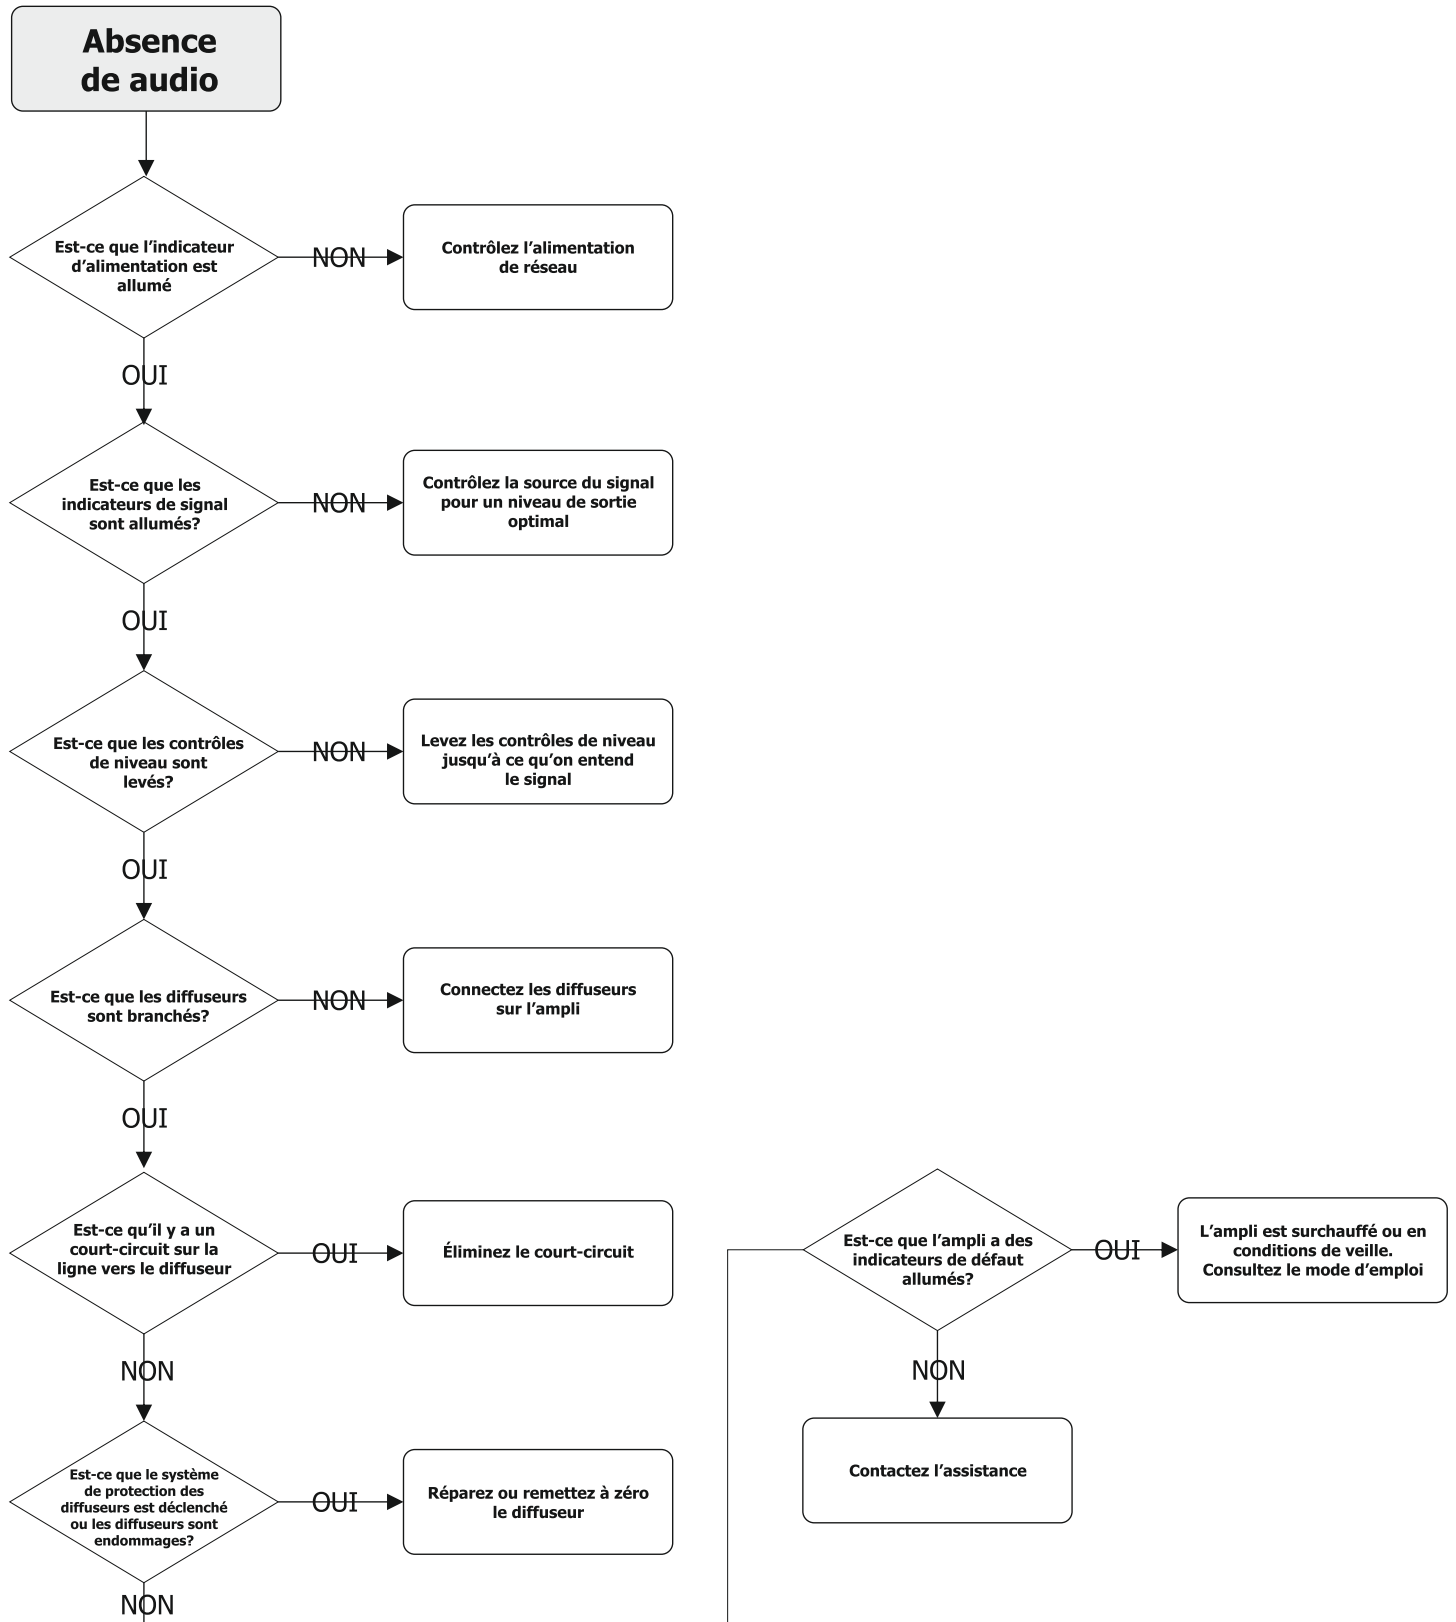 Absence
de audio
Est-ce que l'indicateur
d'alimentation est
allumé
NON
Contrôlez l'alimentation
de réseau
OUI
Est-ce que les
indicateurs de signal
sont allumés?
NON
Contrôlez la source du signal
pour un niveau de sortie
optimal
OUI
Est-ce que les contrôles
de niveau sont
levés?
NON
Levez les contrôles de niveau
jusqu'à ce qu'on entend
le signal
OUI
Est-ce que les diffuseurs
sont branchés?
NON
Connectez les diffuseurs
sur l'ampli
OUI
Est-ce qu'il y a un
court-circuit sur la
ligne vers le diffuseur
OUI
Éliminez le court-circuit
NON
Est-ce que le système
de protection des
diffuseurs est déclenché
ou les diffuseurs sont
endommages?
OUI
Réparez ou remettez à zéro
le diffuseur
NON
Est-ce que l'ampli a des
indicateurs de défaut
allumés?
OUI
L'ampli est surchauffé ou en
conditions de veille.
Consultez le mode d'emploi
NON
Contactez l'assistance